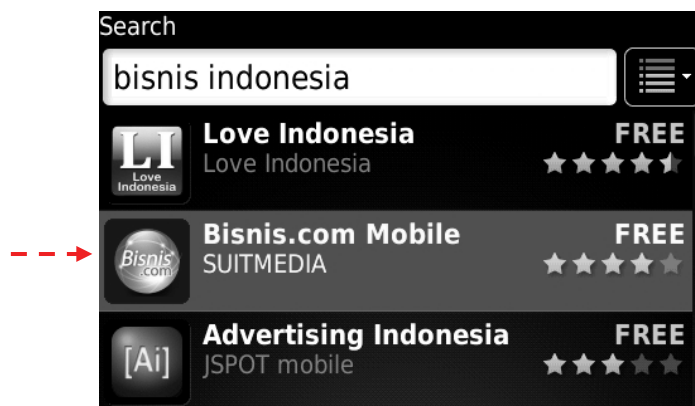 Search
bisnis indonesia
LI
Love
Indonesia
Love Indonesia
FREE
Love Indonesia
Bisnis
.com
Bisnis.com Mobile
FREE
SUITMEDIA
[Ai]
Advertising Indonesia
FREE
JSPOT mobile